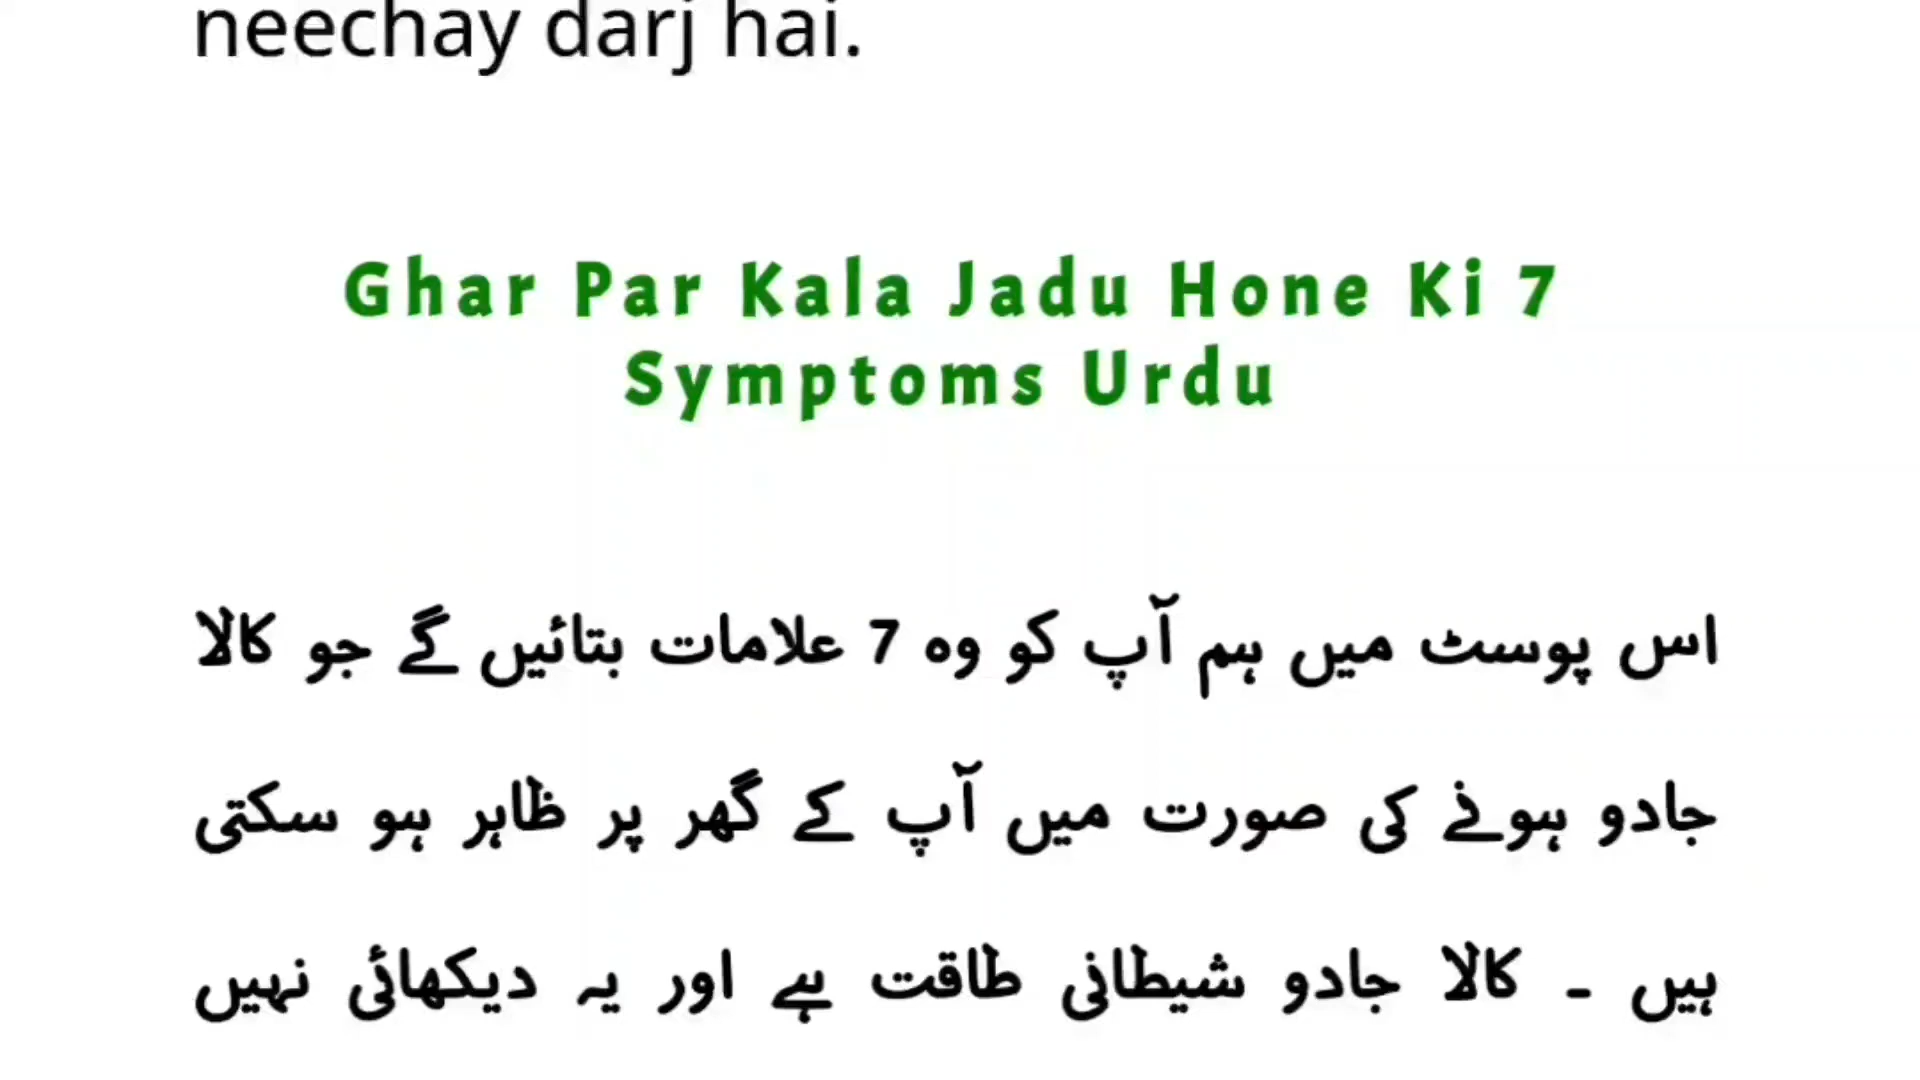 neechay darj hai.
Ghar Par Kala Jadu Hone Ki 7
Symptoms Urdu
اس پوسٹ میں ہم آپ کو وہ 7 علامات بتائیں گے جو کالا
جادو ہونے کی صورت میں آپ کے گھر پر ظاہر ہو سکتی
ہیں ۔ کالا جادو شیطانی طاقت ہے اور یہ دیکھائی نہیں